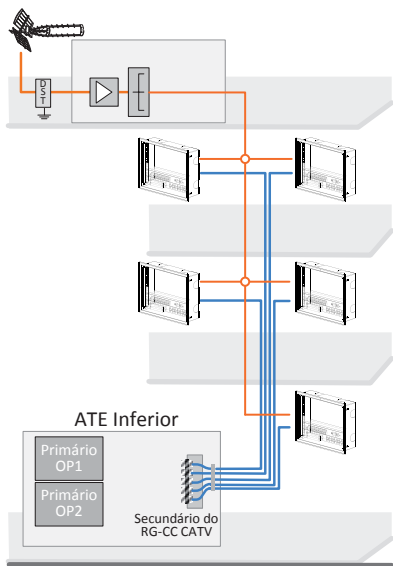 D
S
T
ATE Inferior
Primário
OP1
Primário
OP2
Secundário do
RG-CC CATV